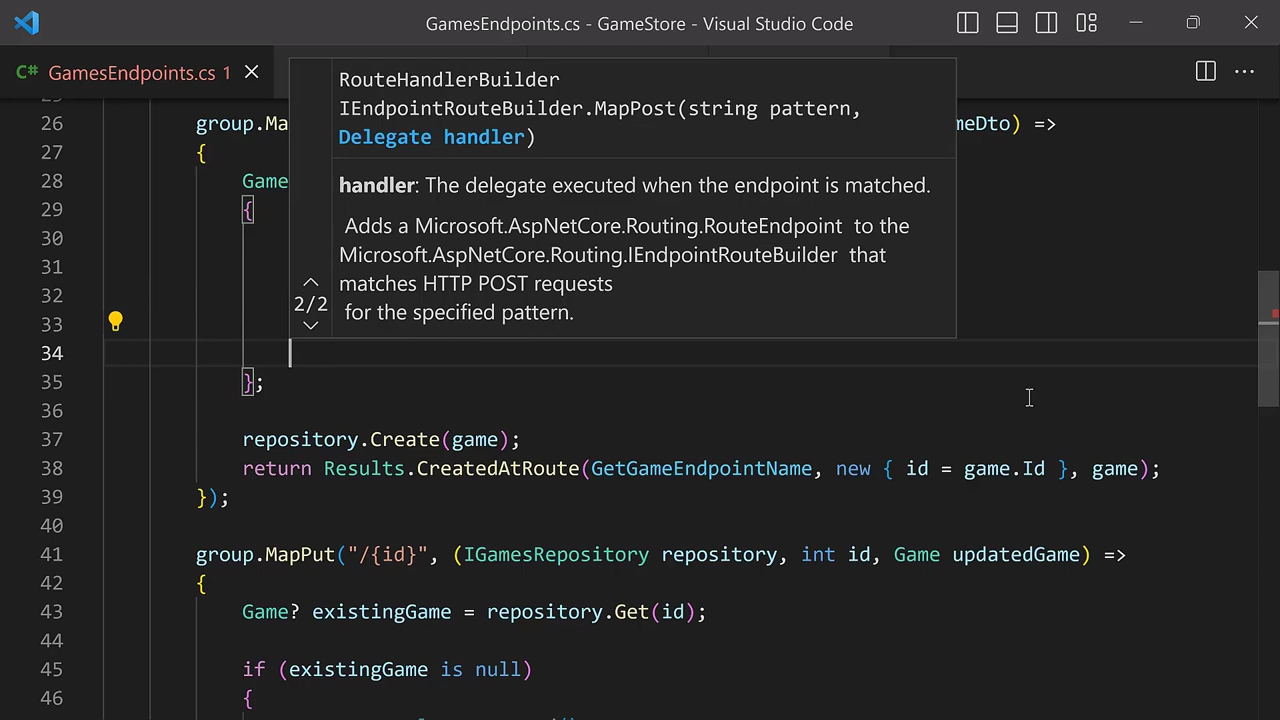 GamesEndpoints.cs - GameStore - Visual Studio Code
C# GamesEndpoints.cs 1
RouteHandlerBuilder
IEndpointRouteBuilder.MapPost(string pattern,
Delegate handler)
handler: The delegate executed when the endpoint is matched.
Adds a Microsoft.AspNetCore.Routing.RouteEndpoint to the
Microsoft.AspNetCore.Routing.IEndpointRouteBuilder that
matches HTTP POST requests
2/2
for the specified pattern.
26 group.Ma meDto) =>
27 {
28 Game
29 {
30
31
32
33
34
35 };
36
37 repository.Create(game);
38 return Results.CreatedAtRoute(GetGameEndpointName, new { id = game.Id }, game);
39 });
40
41 group.MapPut("/{id}", (IGamesRepository repository, int id, Game updatedGame) =>
42 {
43 Game? existingGame = repository.Get(id);
44
45 if (existingGame is null)
46 {